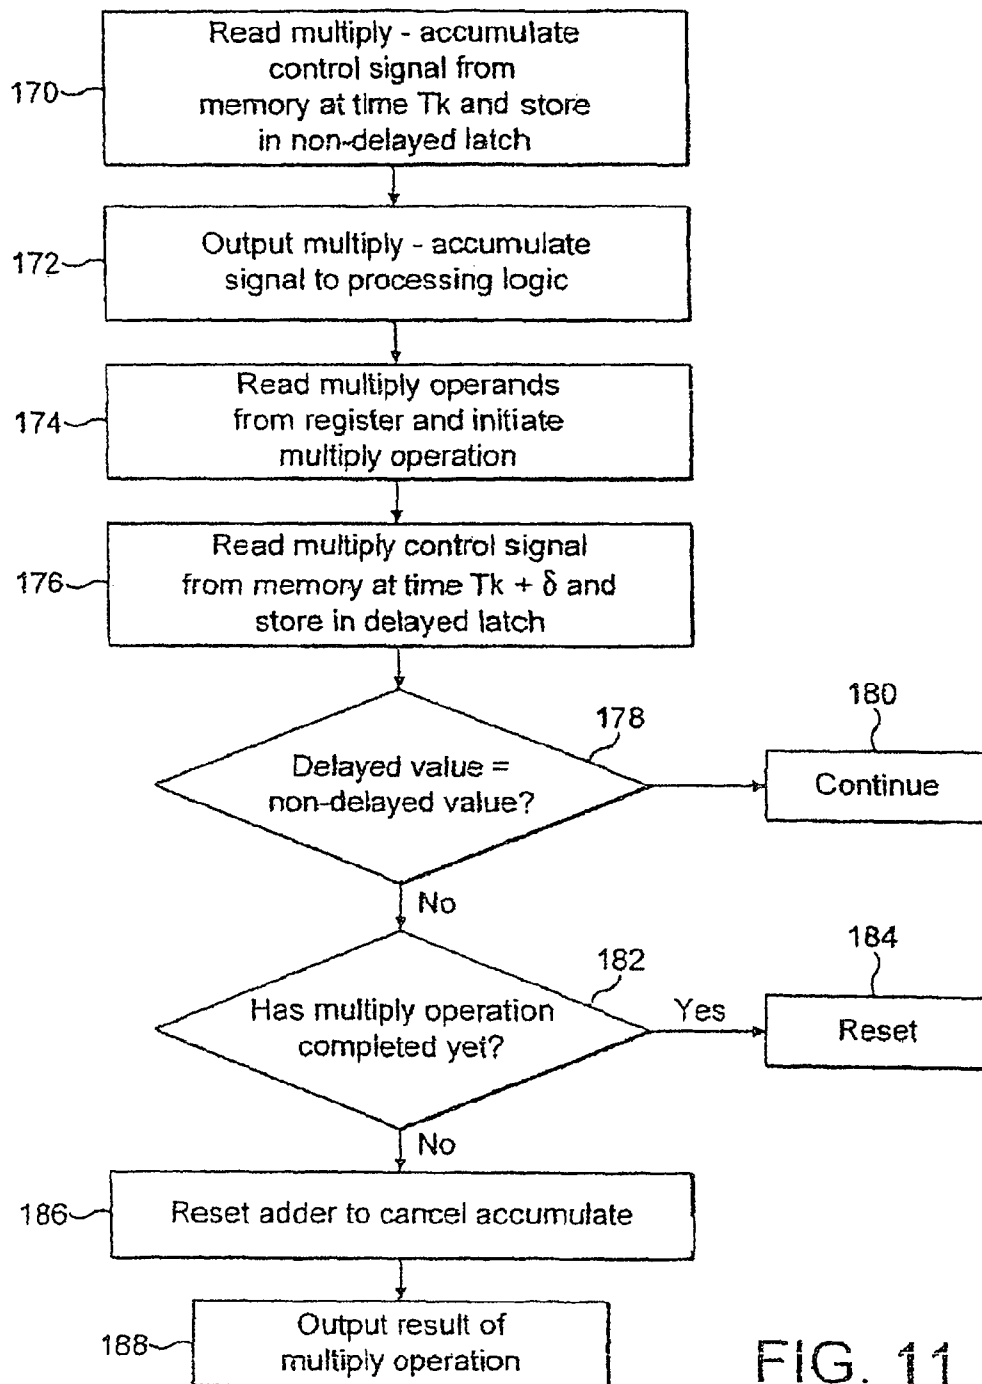 Read multiply - accumulate
control signal from
memory at time Tk and store
in non-delayed latch
170
Output multiply - accumulate
signal to processing logic
172
Read multiply operands
from register and initiate
multiply operation
174
Read multiply control signal
from memory at time Tk + δ and
store in delayed latch
176
178
Delayed value =
non-delayed value?
180
Continue
No
182
Has multiply operation
completed yet?
Yes
184
Reset
No
186
Reset adder to cancel accumulate
188
Output result of
multiply operation
FIG. 11